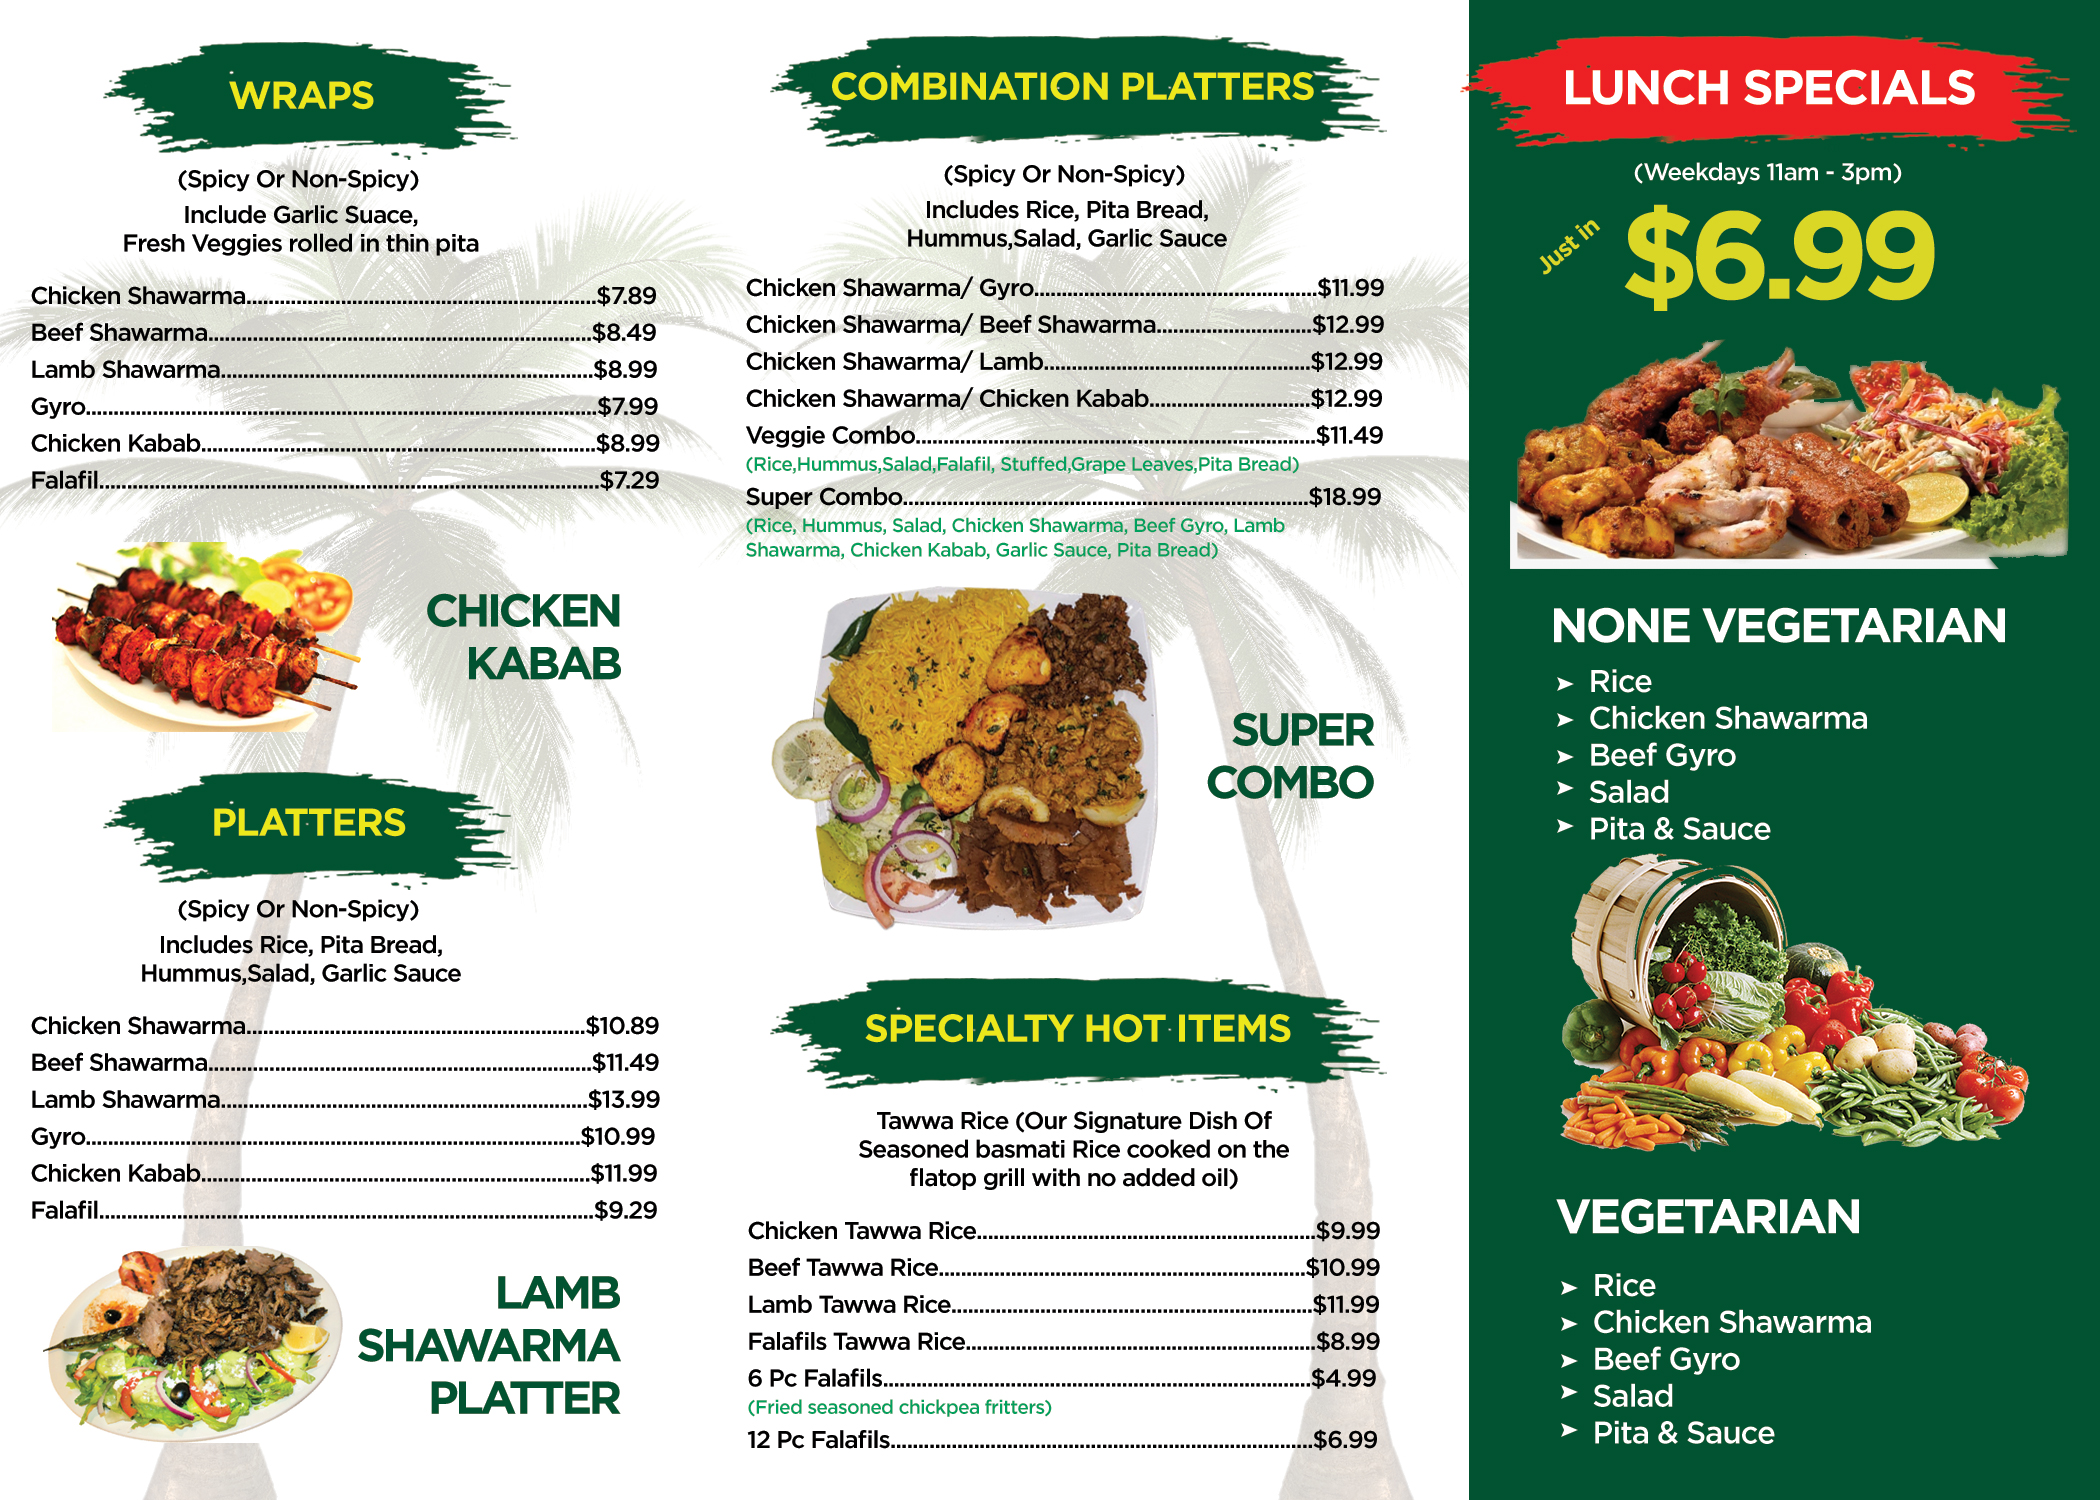 WRAPS
(Spicy Or Non-Spicy)
Include Garlic Suace,
Fresh Veggies rolled in thin pita
Chicken Shawarma...$7.89
Beef Shawarma...$8.49
Lamb Shawarma...$8.99
Gyro...$7.99
Chicken Kabab...$8.99
Falafil...$7.29
CHICKEN
KABAB
PLATTERS
(Spicy Or Non-Spicy)
Includes Rice, Pita Bread,
Hummus,Salad, Garlic Sauce
Chicken Shawarma...$10.89
Beef Shawarma...$11.49
Lamb Shawarma...$13.99
Gyro...$10.99
Chicken Kabab...$11.99
Falafil...$9.29
LAMB
SHAWARMA
PLATTER
COMBINATION PLATTERS
(Spicy Or Non-Spicy)
Includes Rice, Pita Bread,
Hummus,Salad, Garlic Sauce
Chicken Shawarma/ Gyro...$11.99
Chicken Shawarma/ Beef Shawarma...$12.99
Chicken Shawarma/ Lamb...$12.99
Chicken Shawarma/ Chicken Kabab...$12.99
Veggie Combo...$11.49
(Rice,Hummus,Salad,Falafil, Stuffed,Grape Leaves,Pita Bread)
Super Combo...$18.99
(Rice, Hummus, Salad, Chicken Shawarma, Beef Gyro, Lamb
Shawarma, Chicken Kabab, Garlic Sauce, Pita Bread)
SUPER
COMBO
SPECIALTY HOT ITEMS
Tawwa Rice (Our Signature Dish Of
Seasoned basmati Rice cooked on the
flatop grill with no added oil)
Chicken Tawwa Rice...$9.99
Beef Tawwa Rice...$10.99
Lamb Tawwa Rice...$11.99
Falafils Tawwa Rice...$8.99
6 Pc Falafils...$4.99
(Fried seasoned chickpea fritters)
12 Pc Falafils...$6.99
LUNCH SPECIALS
(Weekdays 11am - 3pm)
Just in $6.99
NONE VEGETARIAN
➤ Rice
➤ Chicken Shawarma
➤ Beef Gyro
➤ Salad
➤ Pita & Sauce
VEGETARIAN
➤ Rice
➤ Chicken Shawarma
➤ Beef Gyro
➤ Salad
➤ Pita & Sauce